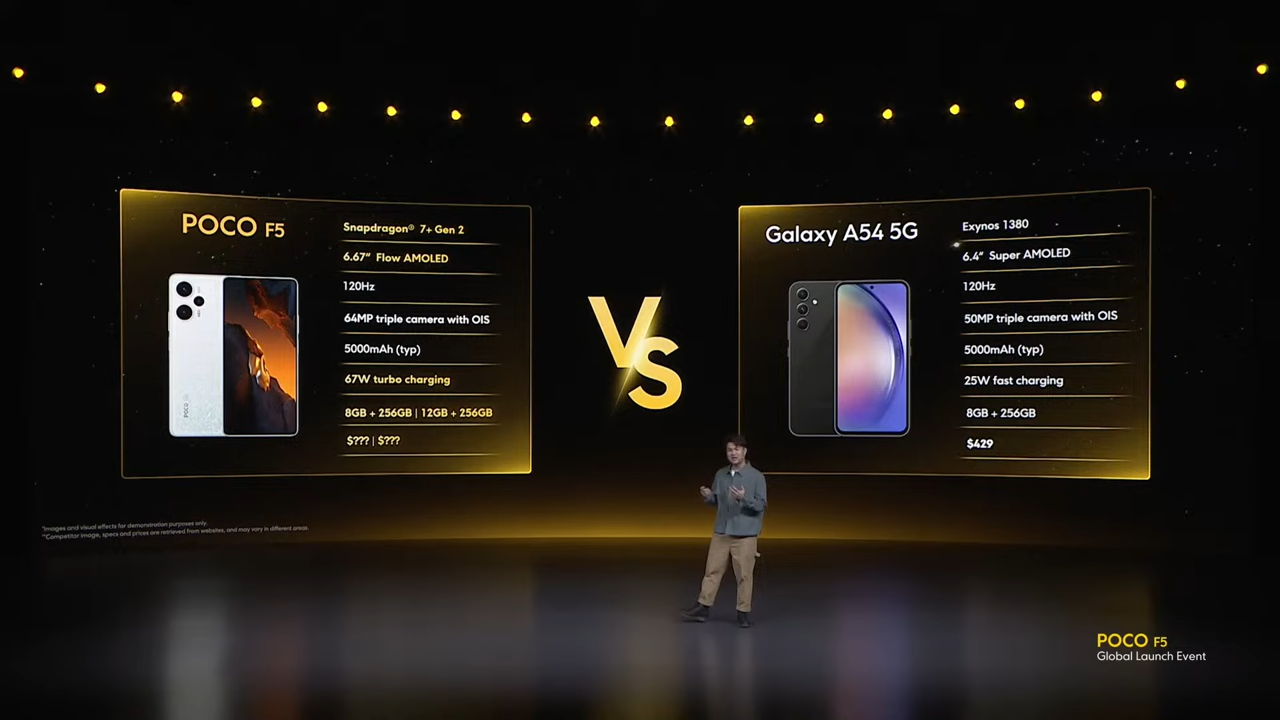 POCO F5
Snapdragon® 7+ Gen 2
6.67" Flow AMOLED
120Hz
64MP triple camera with OIS
5000mAh (typ)
67W turbo charging
8GB + 256GB | 12GB + 256GB
$??? | $???
POCO
VS
Galaxy A54 5G
Exynos 1380
6.4" Super AMOLED
120Hz
50MP triple camera with OIS
5000mAh (typ)
25W fast charging
8GB + 256GB
$429
*Images and visual effects for demonstration purposes only.
**Competitor image, specs and prices are retrieved from websites, and may vary in different areas.
POCO F5
Global Launch Event